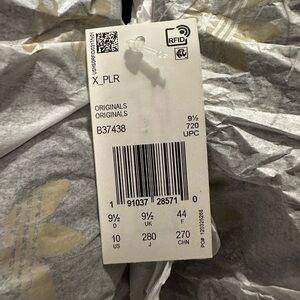 RFID
X_PLR
ORIGINALS
ORIGINALS
B37438
9½
720
UPC
1 91037 28571 0
9½ 9½ 44
D UK F
10 280 270
US J CHN